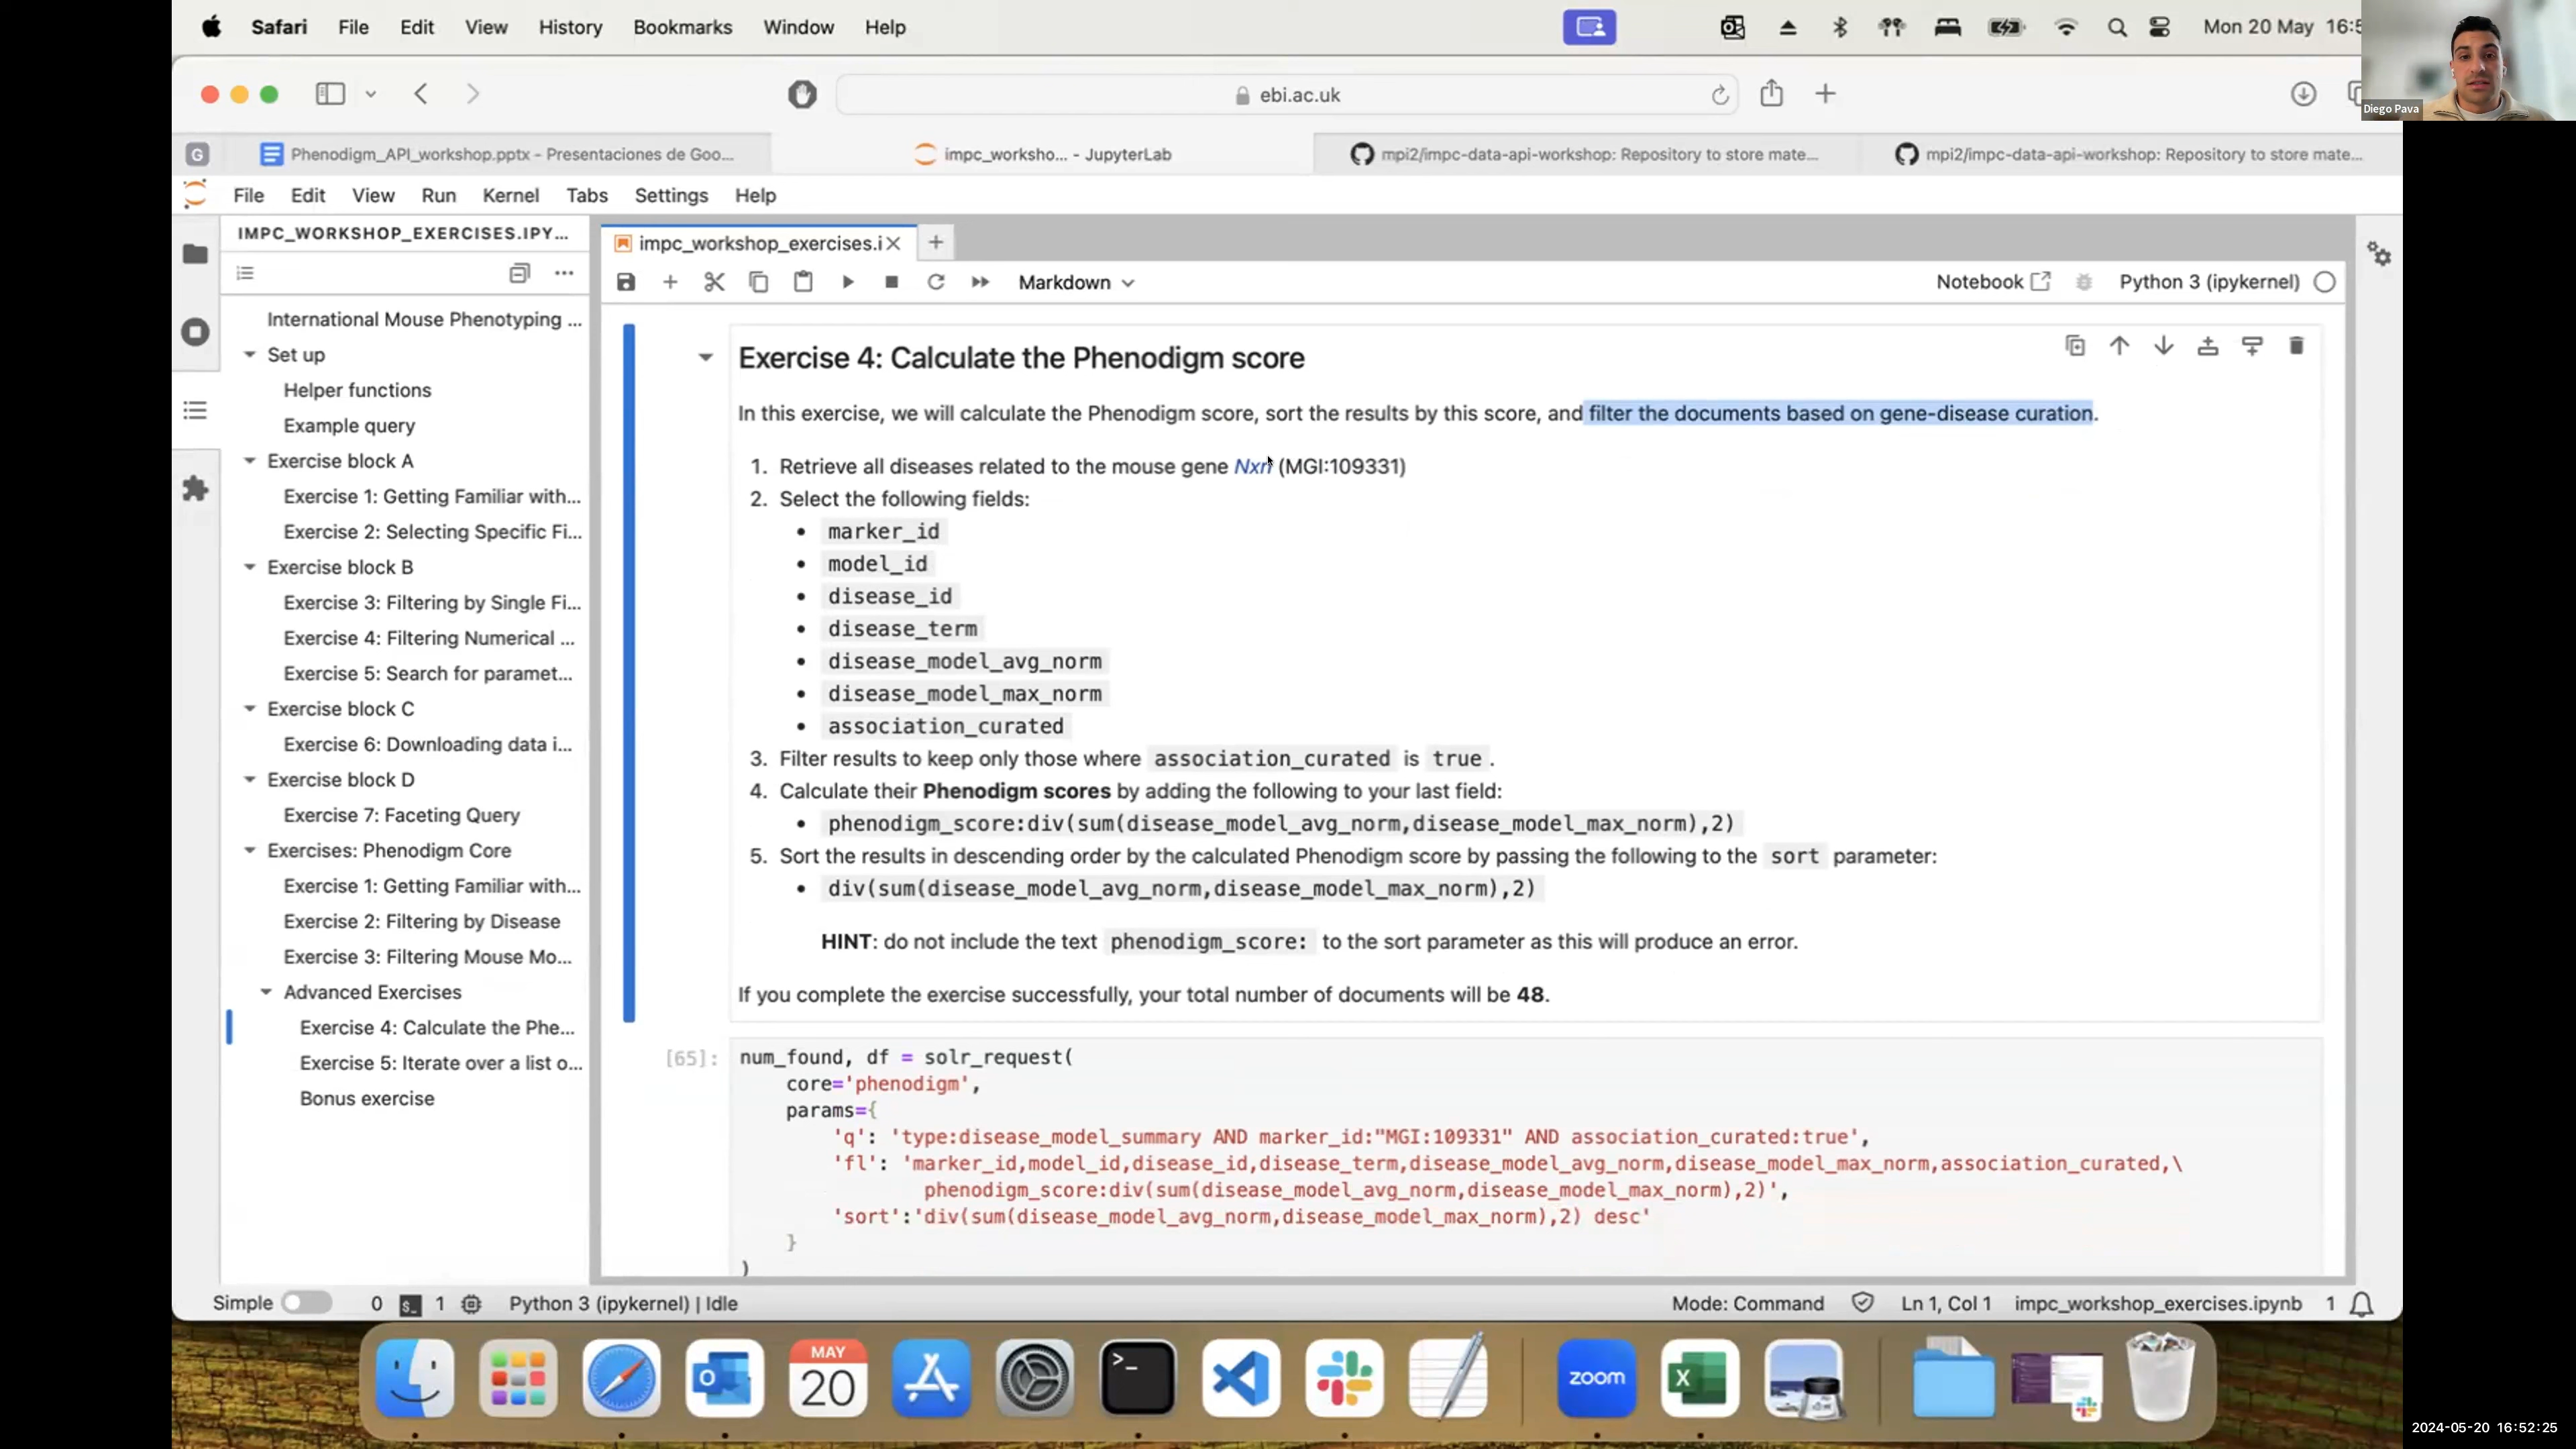 Safari File Edit View History Bookmarks Window Help
Mon 20 May 16:5
Diego Pava
ebi.ac.uk
G
Phenodigm_API_workshop.pptx - Presentaciones de Goo...
impc_worksho... - JupyterLab
mpi2/impc-data-api-workshop: Repository to store mate...
mpi2/impc-data-api-workshop: Repository to store mate...
File Edit View Run Kernel Tabs Settings Help
IMPC_WORKSHOP_EXERCISES.IPY...
International Mouse Phenotyping ...
Set up
Helper functions
Example query
Exercise block A
Exercise 1: Getting Familiar with...
Exercise 2: Selecting Specific Fi...
Exercise block B
Exercise 3: Filtering by Single Fi...
Exercise 4: Filtering Numerical ...
Exercise 5: Search for paramet...
Exercise block C
Exercise 6: Downloading data i...
Exercise block D
Exercise 7: Faceting Query
Exercises: Phenodigm Core
Exercise 1: Getting Familiar with...
Exercise 2: Filtering by Disease
Exercise 3: Filtering Mouse Mo...
Advanced Exercises
Exercise 4: Calculate the Phe...
Exercise 5: Iterate over a list o...
Bonus exercise
impc_workshop_exercises.i
Markdown
Notebook
Python 3 (ipykernel)
Exercise 4: Calculate the Phenodigm score
In this exercise, we will calculate the Phenodigm score, sort the results by this score, and filter the documents based on gene-disease curation.
1. Retrieve all diseases related to the mouse gene Nxn (MGI:109331)
2. Select the following fields:
• marker_id
• model_id
• disease_id
• disease_term
• disease_model_avg_norm
• disease_model_max_norm
• association_curated
3. Filter results to keep only those where association_curated is true .
4. Calculate their Phenodigm scores by adding the following to your last field:
• phenodigm_score:div(sum(disease_model_avg_norm,disease_model_max_norm),2)
5. Sort the results in descending order by the calculated Phenodigm score by passing the following to the sort parameter:
• div(sum(disease_model_avg_norm,disease_model_max_norm),2)
HINT: do not include the text phenodigm_score: to the sort parameter as this will produce an error.
If you complete the exercise successfully, your total number of documents will be 48.
[65]: num_found, df = solr_request(
core='phenodigm',
params={
'q': 'type:disease_model_summary AND marker_id:"MGI:109331" AND association_curated:true',
'fl': 'marker_id,model_id,disease_id,disease_term,disease_model_avg_norm,disease_model_max_norm,association_curated,\
phenodigm_score:div(sum(disease_model_avg_norm,disease_model_max_norm),2)',
'sort':'div(sum(disease_model_avg_norm,disease_model_max_norm),2) desc'
}
)
Simple 0 $_ 1 Python 3 (ipykernel) | Idle
Mode: Command Ln 1, Col 1 impc_workshop_exercises.ipynb 1
MAY
20
>_
zoom
X
2024-05-20 16:52:25